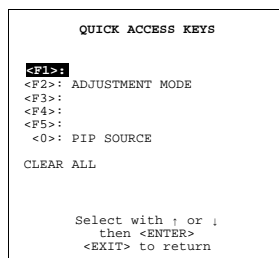 QUICK ACCESS KEYS
<F1>:
<F2>: ADJUSTMENT MODE
<F3>:
<F4>:
<F5>:
<0>: PIP SOURCE
CLEAR ALL
Select with ↑ or ↓
then <ENTER>
<EXIT> to return